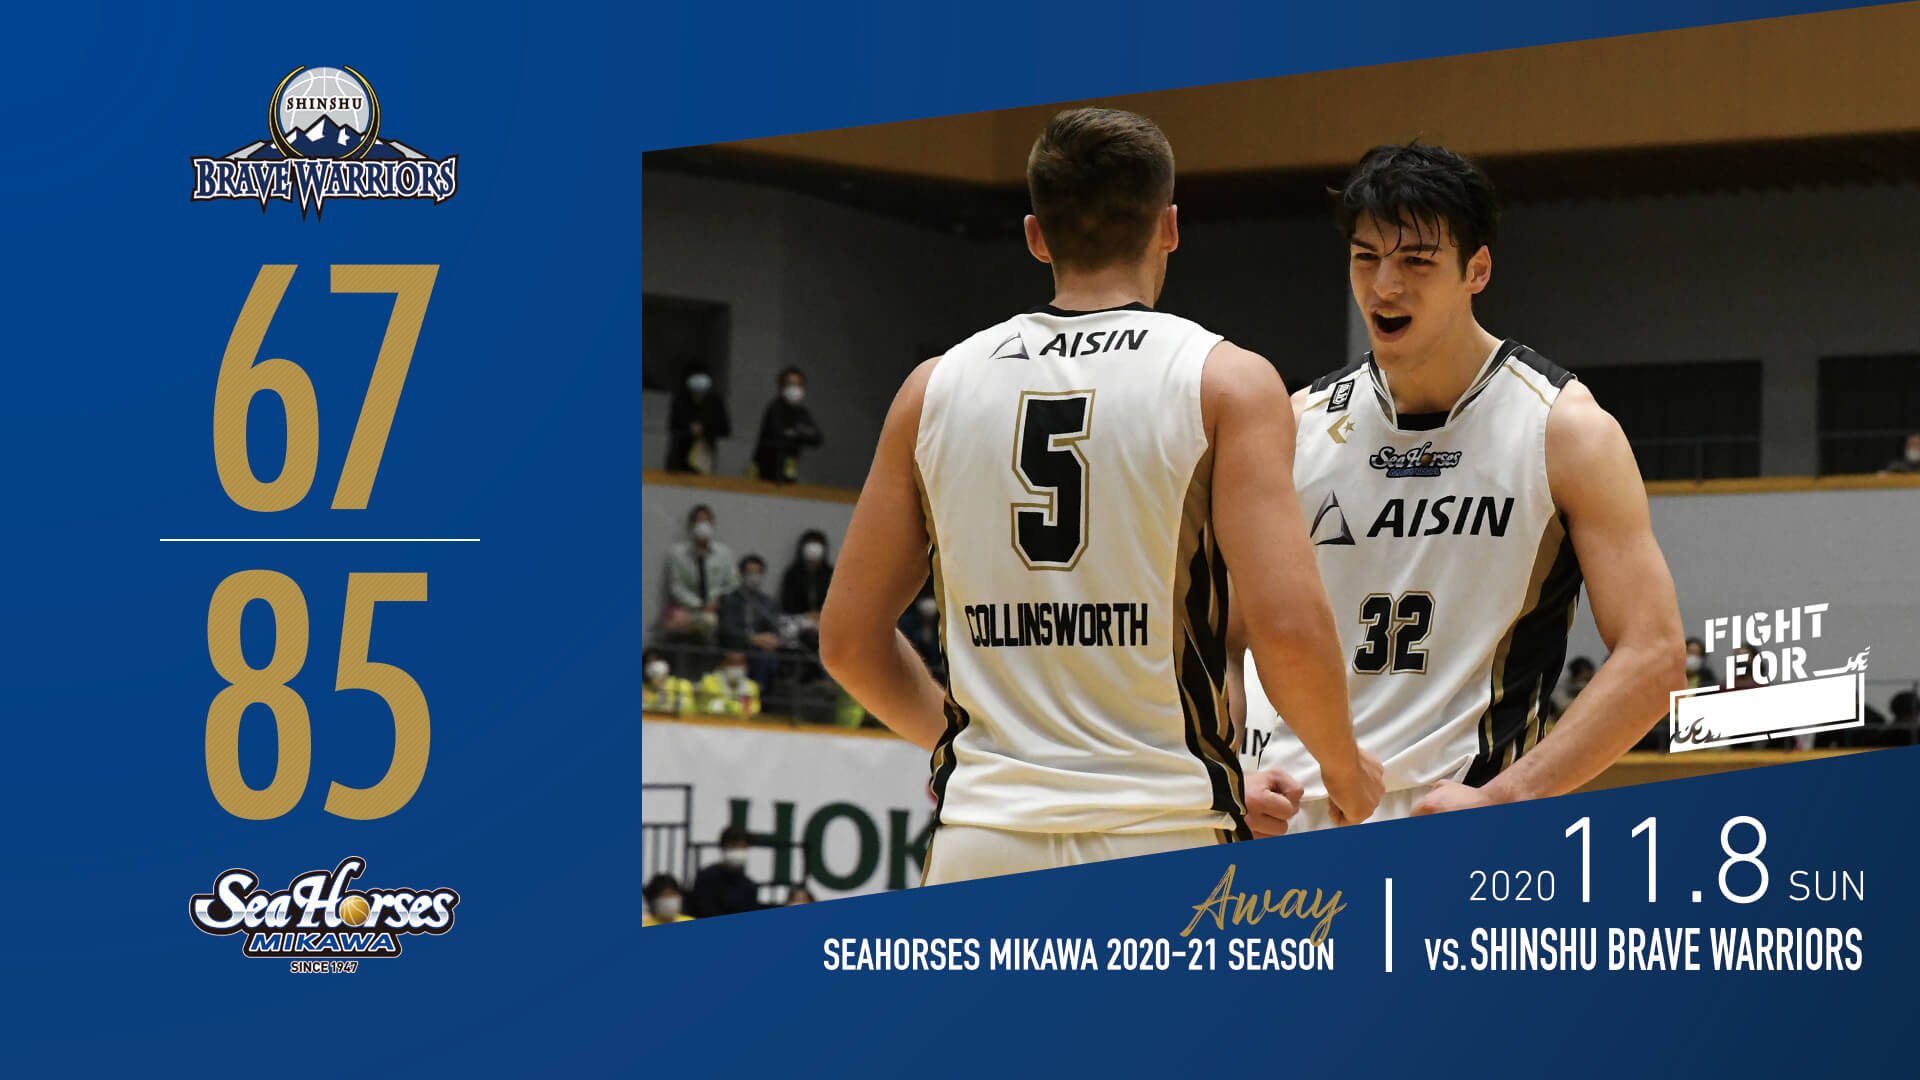 SHINSHU
BRAVE WARRIORS
67
85
SeaHorses
MIKAWA
SINCE 1947
AISIN
5
COLLINSWORTH
SeaHorses
AISIN
32
IN
HOK
FIGHT
FOR
Away
SEAHORSES MIKAWA 2020-21 SEASON
2020 11.8 SUN
VS. SHINSHU BRAVE WARRIORS